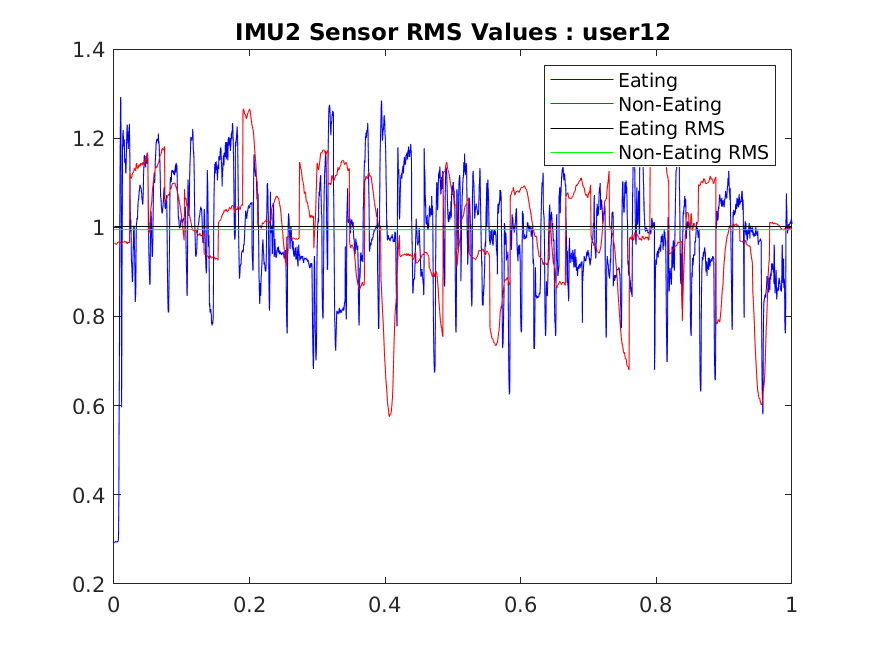 IMU2 Sensor RMS Values : user12
1.4
Eating
Non-Eating
Eating RMS
Non-Eating RMS
1.2
1
0.8
0.6
0.4
0.2
0 0.2 0.4 0.6 0.8 1